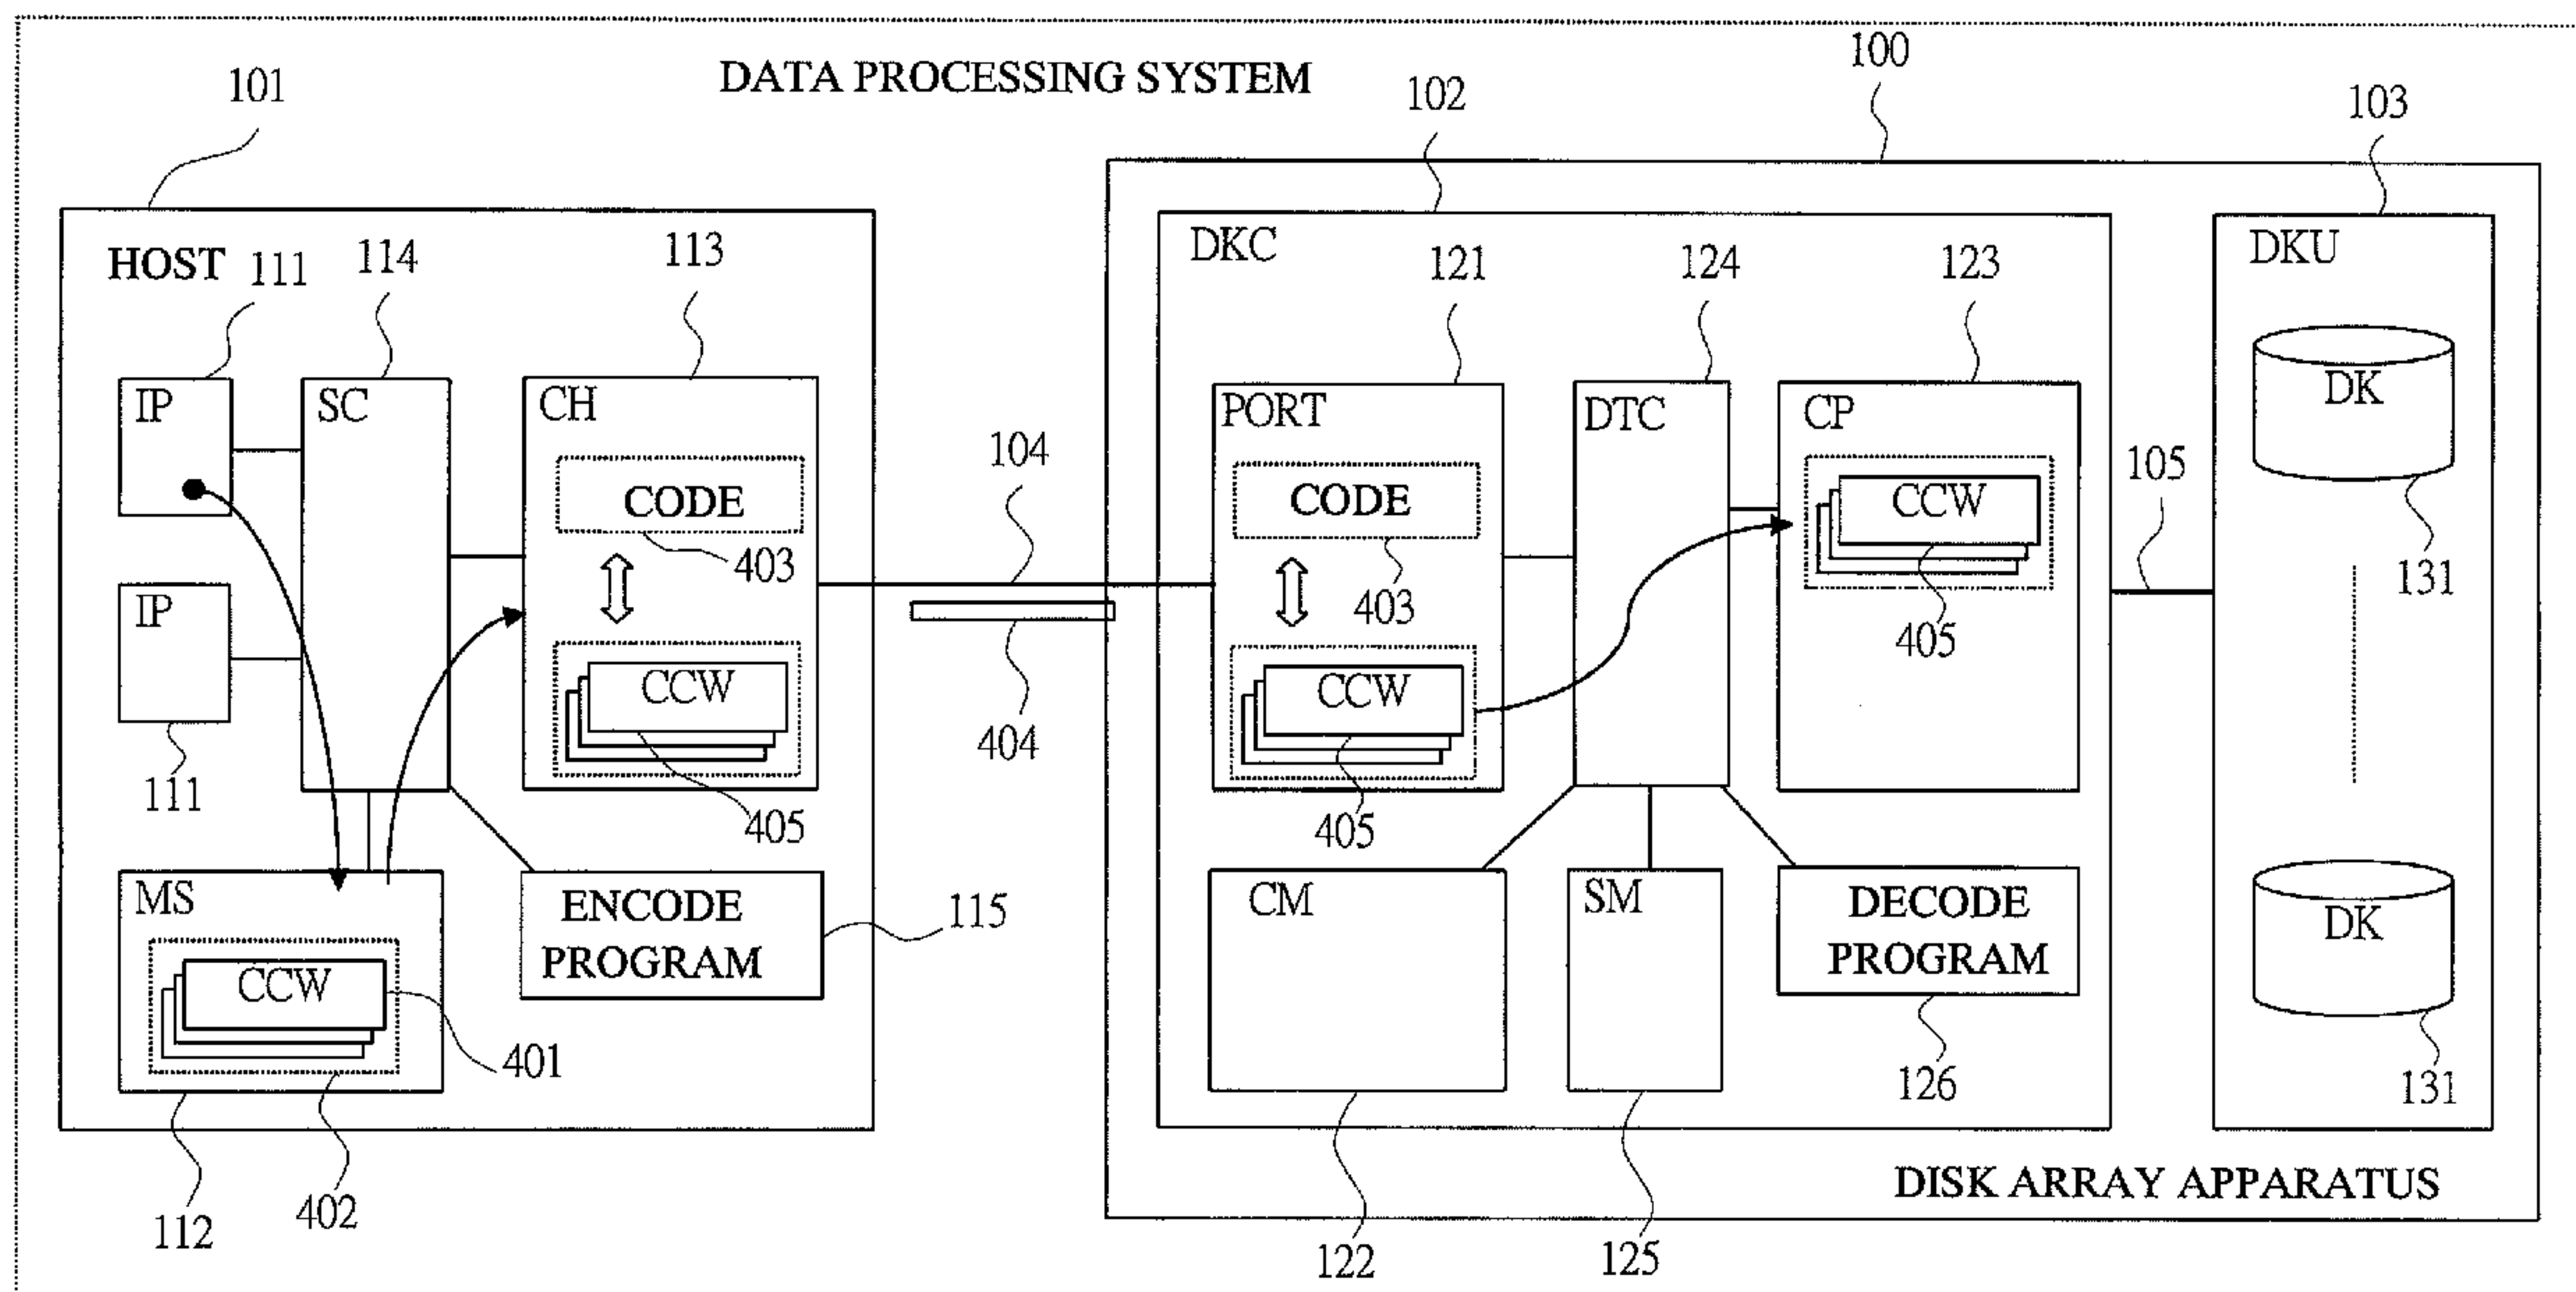 DATA PROCESSING SYSTEM
100
101
102
103
HOST
111
114
113
DKC
121
124
123
DKU
IP
SC
CH
PORT
DTC
CP
DK
CODE
403
104
CODE
403
CCW
405
105
131
IP
111
CCW
405
404
CCW
405
MS
CCW
401
402
112
ENCODE
PROGRAM
115
CM
122
SM
125
DECODE
PROGRAM
126
DK
131
DISK ARRAY APPARATUS